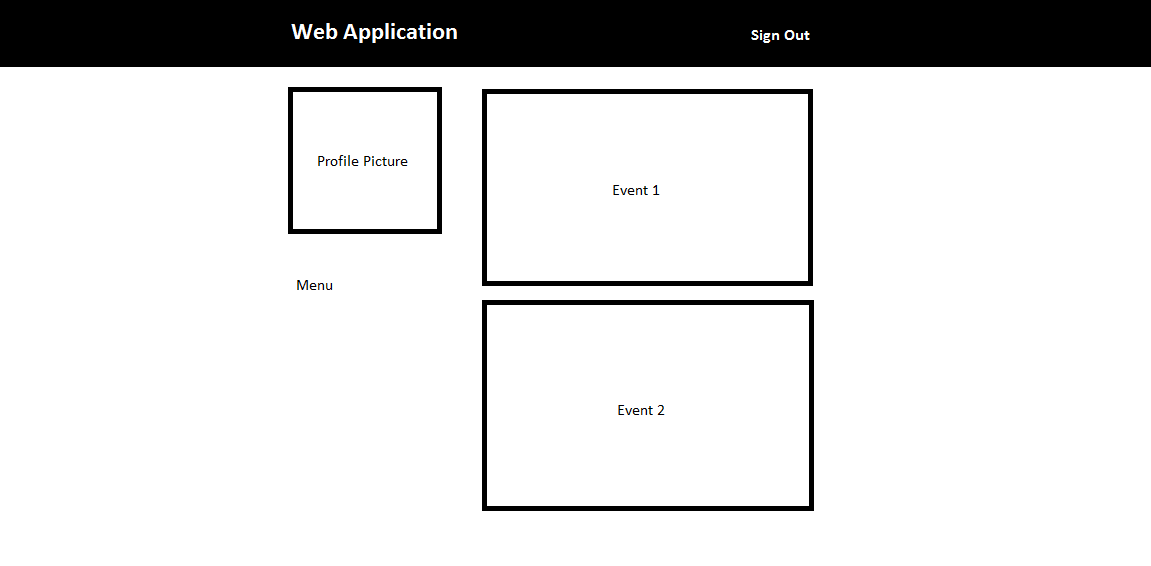 Web Application
Sign Out
Profile Picture
Menu
Event 1
Event 2